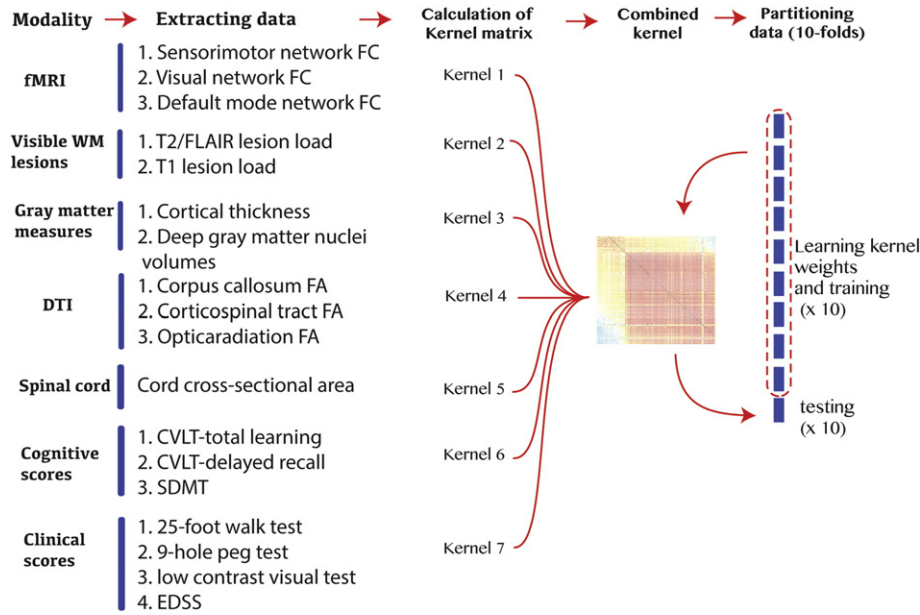 Modality
Extracting data
Calculation of
Kernel matrix
Combined
kernel
Partitioning
data (10-folds)
fMRI
1. Sensorimotor network FC
2. Visual network FC
3. Default mode network FC
Kernel 1
Visible WM
lesions
1. T2/FLAIR lesion load
2. T1 lesion load
Kernel 2
Gray matter
measures
1. Cortical thickness
2. Deep gray matter nuclei
volumes
Kernel 3
DTI
1. Corpus callosum FA
2. Corticospinal tract FA
3. Opticaradiation FA
Kernel 4
Learning kernel
weights
and training
(x 10)
Spinal cord
Cord cross-sectional area
Kernel 5
testing
(x 10)
Cognitive
scores
1. CVLT-total learning
2. CVLT-delayed recall
3. SDMT
Kernel 6
Clinical
scores
1. 25-foot walk test
2. 9-hole peg test
3. low contrast visual test
4. EDSS
Kernel 7